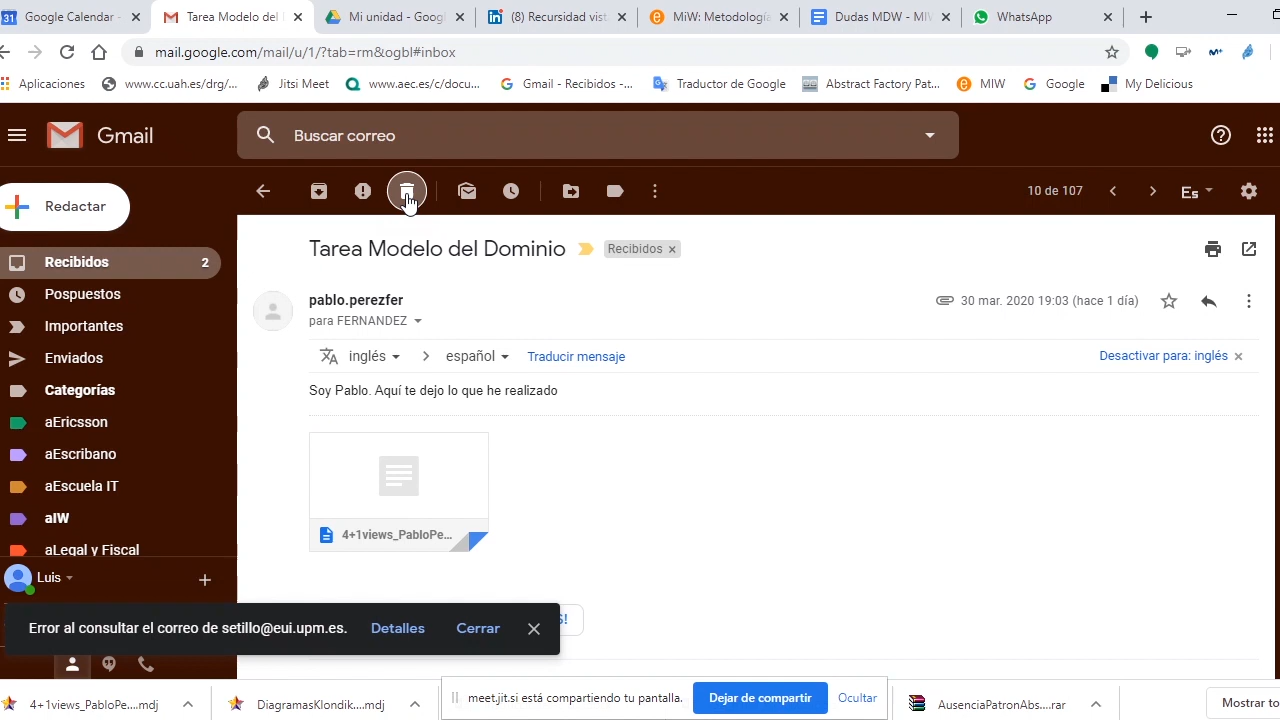 31 Google Calendar -
Tarea Modelo del
Mi unidad - Goog
in (8) Recursidad vist
MiW: Metodologí
Dudas MDW - MI
WhatsApp
mail.google.com/mail/u/1/?tab=rm&ogbl#inbox
Aplicaciones
www.cc.uah.es/drg/...
Jitsi Meet
www.aec.es/c/docu...
Gmail - Recibidos -...
Traductor de Google
Abstract Factory Pat...
MIW
Google
My Delicious
Gmail
Buscar correo
Redactar
10 de 107
Es
Recibidos 2
Pospuestos
Importantes
Enviados
Categorías
aEricsson
aEscribano
aEscuela IT
aIW
aLegal y Fiscal
Luis
Tarea Modelo del Dominio
Recibidos x
pablo.perezfer
30 mar. 2020 19:03 (hace 1 día)
para FERNANDEZ
inglés > español Traducir mensaje
Desactivar para: inglés x
Soy Pablo. Aquí te dejo lo que he realizado
4+1views_PabloPe...
S!
Error al consultar el correo de setillo@eui.upm.es. Detalles Cerrar
4+1views_PabloPe....mdj
DiagramasKlondik....mdj
meet.jit.si está compartiendo tu pantalla.
Dejar de compartir
Ocultar
AusenciaPatronAbs....rar
Mostrar to